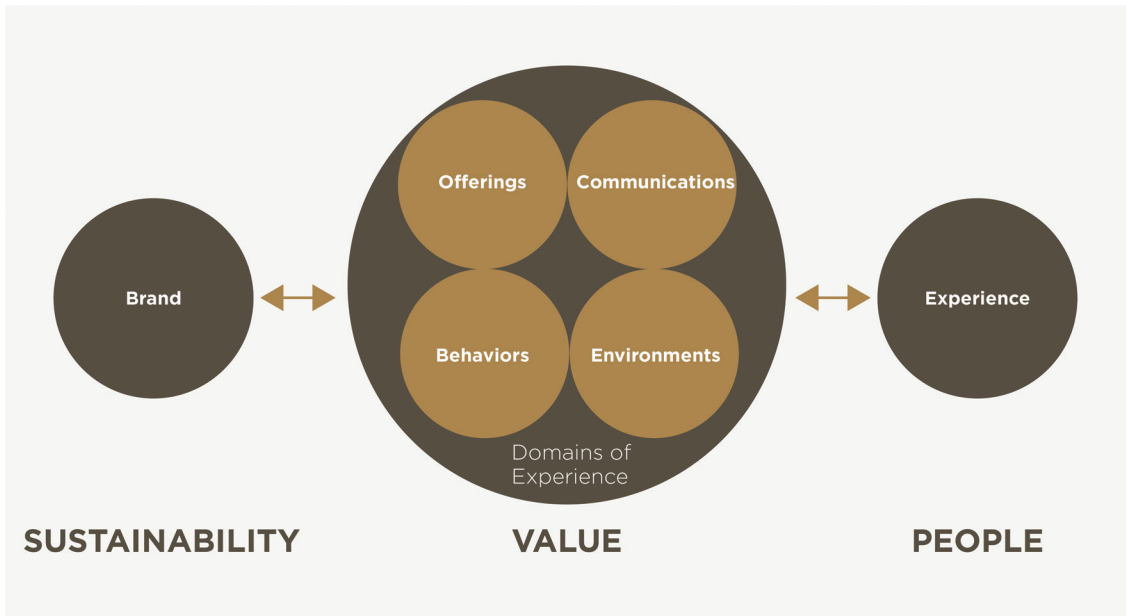 Offerings
Communications
Brand
Experience
Behaviors
Environments
Domains of
Experience
SUSTAINABILITY
VALUE
PEOPLE